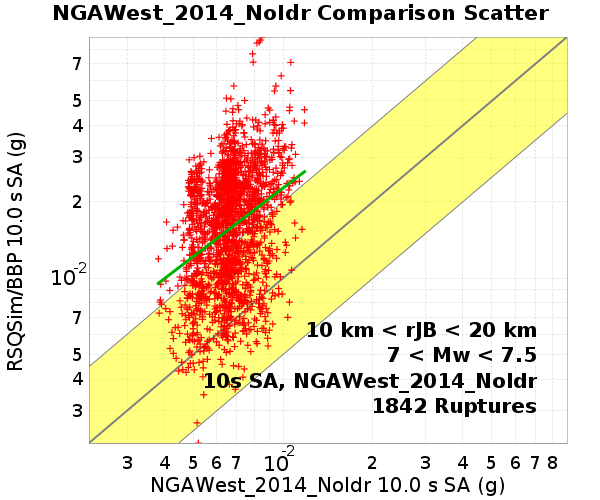 NGAWest_2014_NoIdr Comparison Scatter
RSQSim/BBP 10.0 s SA (g)
7
5
4
3
2
10-2
7
5
4
3
10 km < rJB < 20 km
7 < Mw < 7.5
10s SA, NGAWest_2014_NoIdr
1842 Ruptures
3 4 5 6 7 10-2 2 3 4 5 6 7 8
NGAWest_2014_NoIdr 10.0 s SA (g)